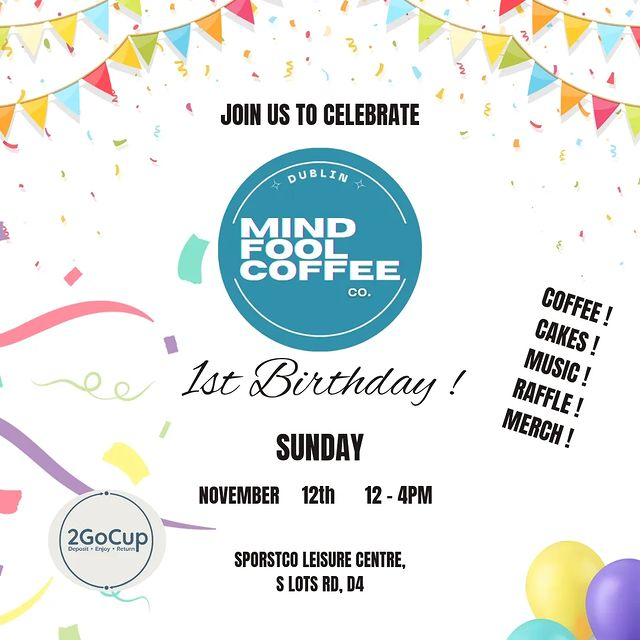 JOIN US TO CELEBRATE
DUBLIN
MIND
FOOL
COFFEE
CO.
1st Birthday !
COFFEE !
CAKES !
MUSIC !
RAFFLE !
MERCH !
SUNDAY
NOVEMBER 12th 12 - 4PM
2GoCup
Deposit • Enjoy • Return
SPORSTCO LEISURE CENTRE,
S LOTS RD, D4